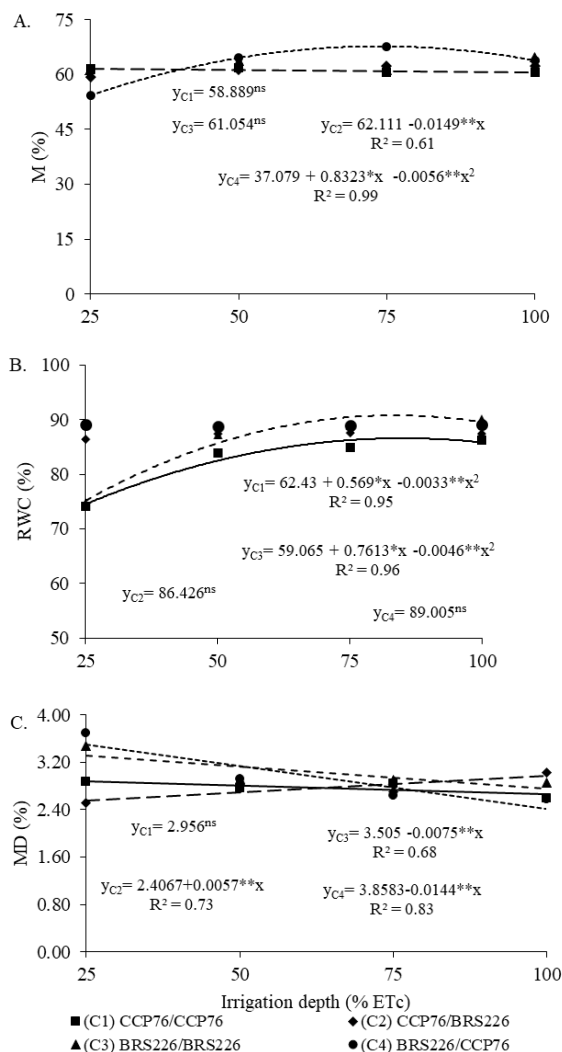 A.
75
60
45
30
15
0
M (%)
yC1= 58.889ns
yC3= 61.054ns
yC2= 62.111 -0.0149**x
R² = 0.61
yC4= 37.079 + 0.8323*x -0.0056**x²
R² = 0.99
25 50 75 100
B.
100
90
80
70
60
50
RWC (%)
yC1= 62.43 + 0.569*x -0.0033**x²
R² = 0.95
yC3= 59.065 + 0.7613*x -0.0046**x²
R² = 0.96
yC2= 86.426ns
yC4= 89.005ns
25 50 75 100
C.
4.00
3.20
2.40
1.60
0.80
0.00
MD (%)
yC1= 2.956ns
yC3= 3.505 -0.0075**x
R² = 0.68
yC2= 2.4067+0.0057**x
R² = 0.73
yC4= 3.8583-0.0144**x
R² = 0.83
25 50 75 100
Irrigation depth (% ETc)
(C1) CCP76/CCP76 (C2) CCP76/BRS226
(C3) BRS226/BRS226 (C4) BRS226/CCP76